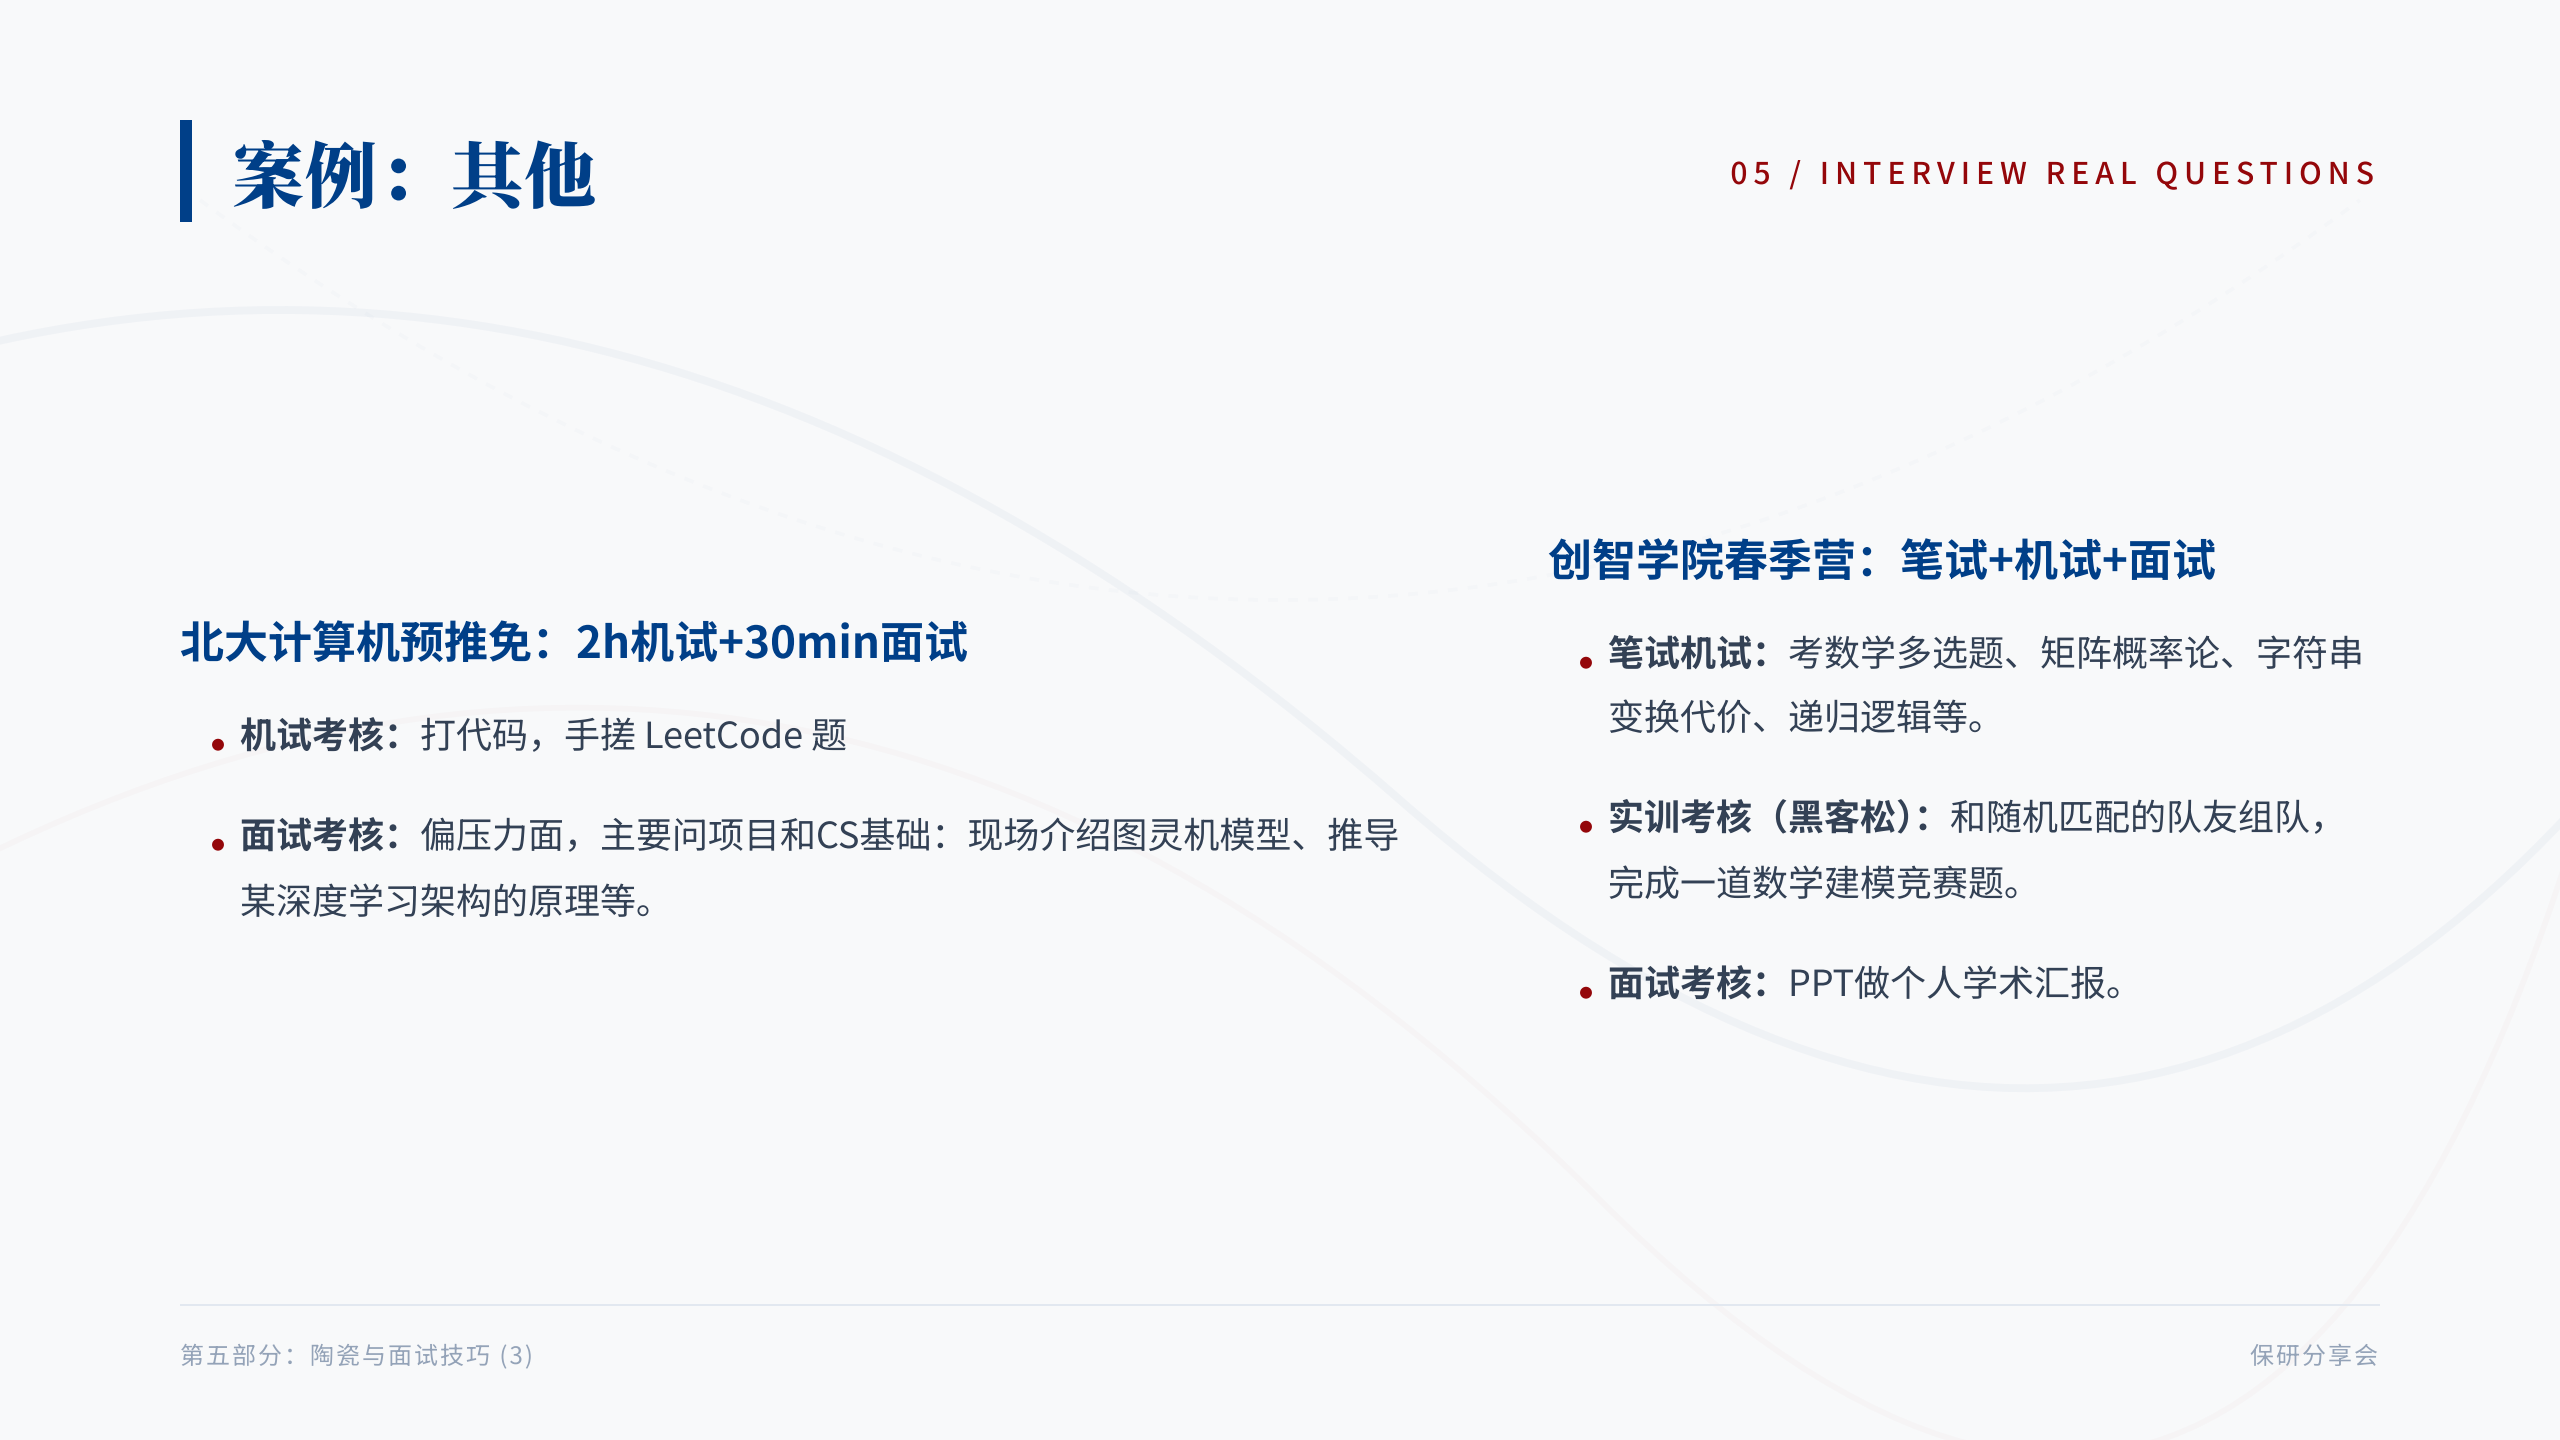 案例：其他
05 / INTERVIEW REAL QUESTIONS
北大计算机预推免：2h机试+30min面试
机试考核：打代码，手搓 LeetCode 题
面试考核：偏压力面，主要问项目和CS基础：现场介绍图灵机模型、推导
某深度学习架构的原理等。
创智学院春季营：笔试+机试+面试
笔试机试：考数学多选题、矩阵概率论、字符串
变换代价、递归逻辑等。
实训考核（黑客松）：和随机匹配的队友组队，
完成一道数学建模竞赛题。
面试考核：PPT做个人学术汇报。
第五部分：陶瓷与面试技巧 (3)
保研分享会